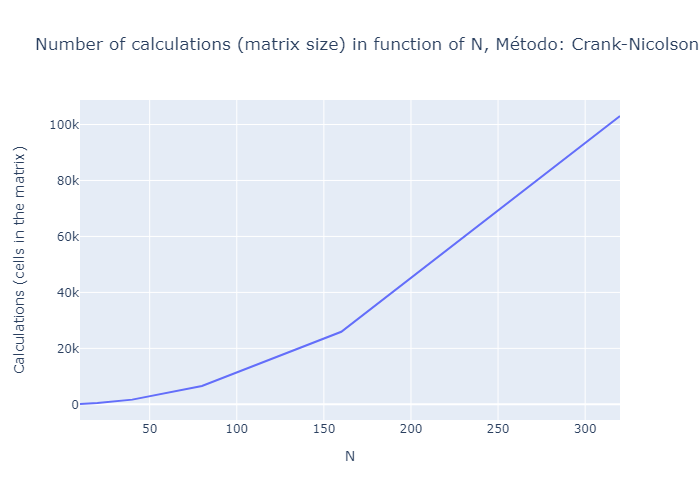 Number of calculations (matrix size) in function of N, Método: Crank-Nicolson
Calculations (cells in the matrix)
100k
80k
60k
40k
20k
0
50
100
150
200
250
300
N